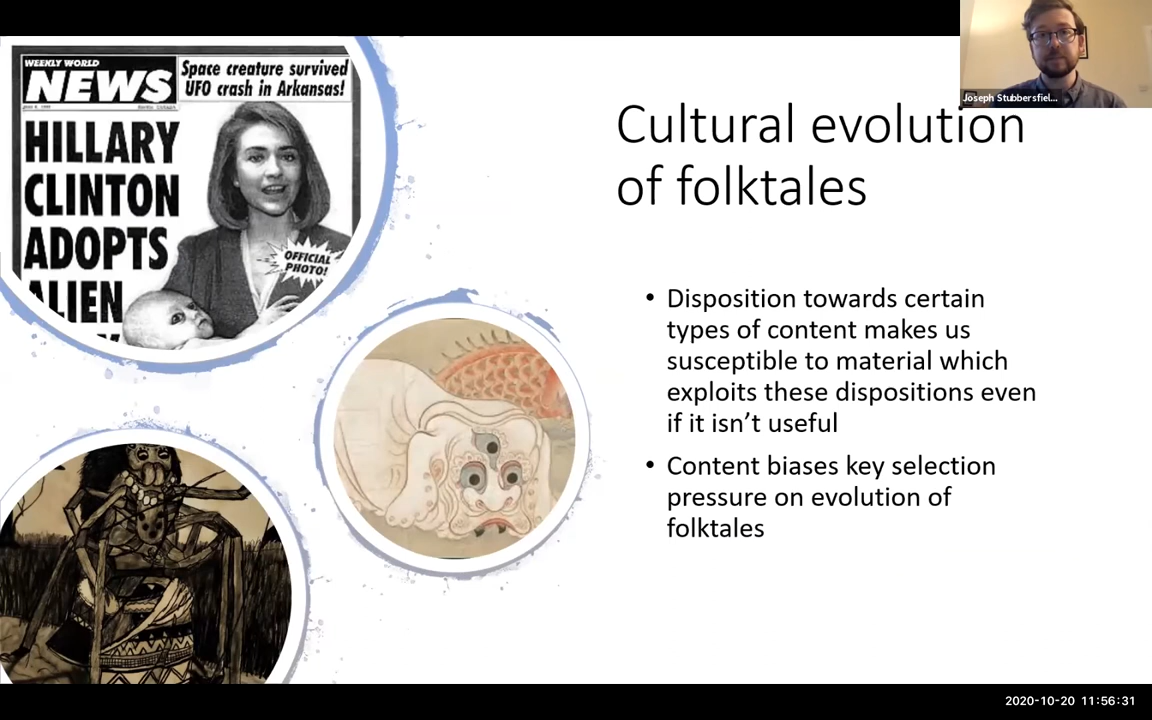 WEEKLY WORLD
NEWS
Space creature survived
UFO crash in Arkansas!
HILLARY
CLINTON
ADOPTS
ALIEN
OFFICIAL
PHOTO!
Joseph Stubbersfiel...
Cultural evolution
of folktales
• Disposition towards certain
types of content makes us
susceptible to material which
exploits these dispositions even
if it isn’t useful
• Content biases key selection
pressure on evolution of
folktales
2020-10-20 11:56:31